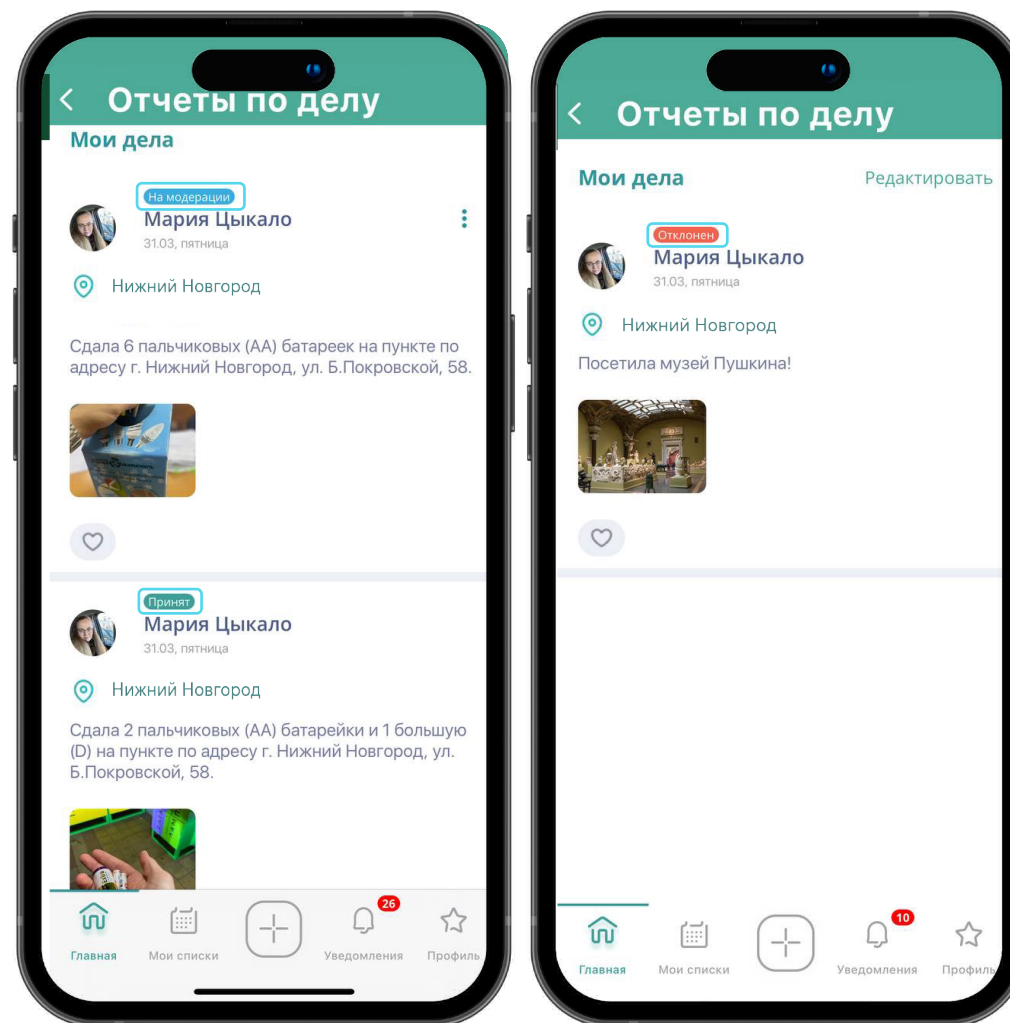 Отчеты по делу
Мои дела
На модерации
Мария Цыкало
31.03, пятница
Нижний Новгород
Сдала 6 пальчиковых (АА) батареек на пункте по
адресу г. Нижний Новгород, ул. Б.Покровской, 58.
Принят
Мария Цыкало
31.03, пятница
Нижний Новгород
Сдала 2 пальчиковых (АА) батарейки и 1 большую
(D) на пункте по адресу г. Нижний Новгород, ул.
Б.Покровской, 58.
26
Главная
Мои списки
Уведомления
Профиль
Отчеты по делу
Мои дела
Редактировать
Отклонен
Мария Цыкало
31.03, пятница
Нижний Новгород
Посетила музей Пушкина!
10
Главная
Мои списки
Уведомления
Профиль